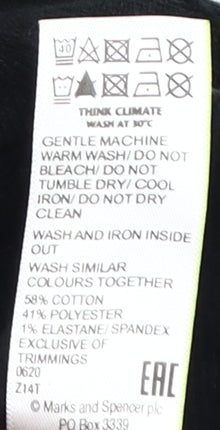 40
THINK CLIMATE
WASH AT 30°C
GENTLE MACHINE
WARM WASH/ DO NOT
BLEACH/ DO NOT
TUMBLE DRY/ COOL
IRON/ DO NOT DRY
CLEAN
WASH AND IRON INSIDE
OUT
WASH SIMILAR
COLOURS TOGETHER
58% COTTON
41% POLYESTER
1% ELASTANE/ SPANDEX
EXCLUSIVE OF
TRIMMINGS
0620
Z14T
EAC
© Marks and Spencer plc
PO Box 3339